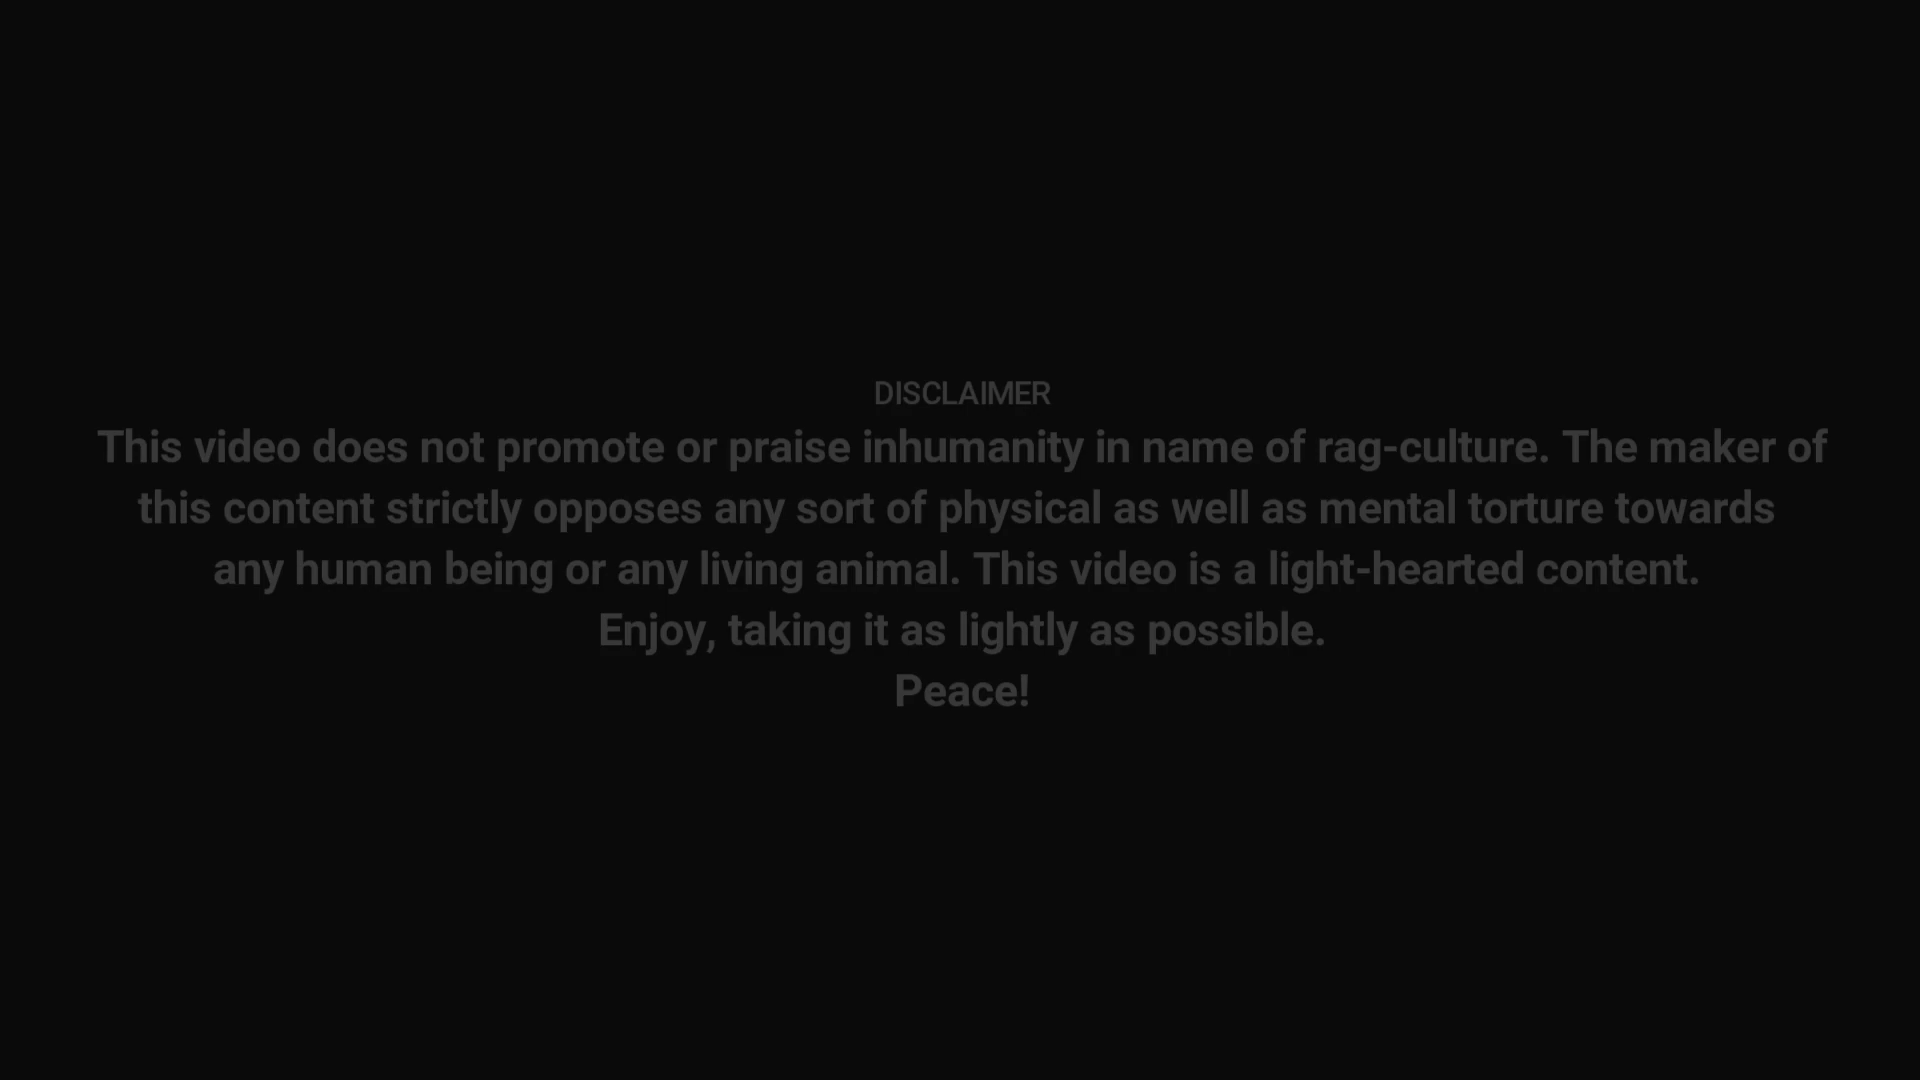 DISCLAIMER
This video does not promote or praise inhumanity in name of rag-culture. The maker of
this content strictly opposes any sort of physical as well as mental torture towards
any human being or any living animal. This video is a light-hearted content.
Enjoy, taking it as lightly as possible.
Peace!